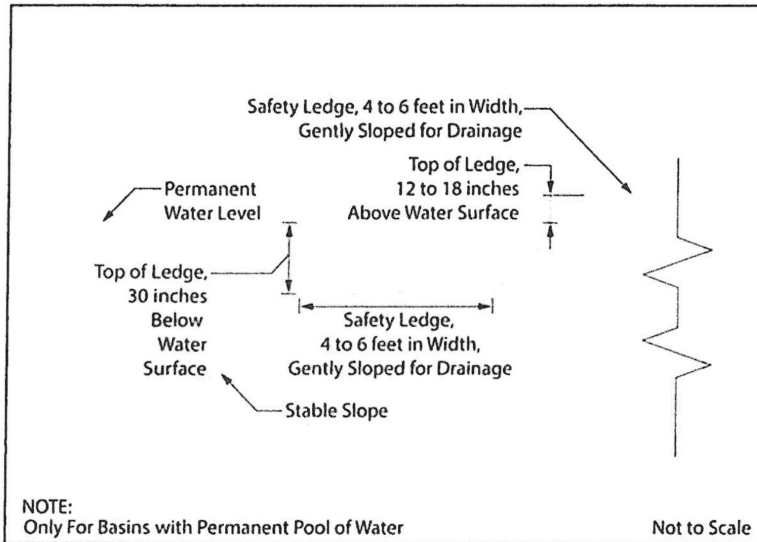 Safety Ledge, 4 to 6 feet in Width,
Gently Sloped for Drainage
Top of Ledge,
12 to 18 inches
Above Water Surface
Permanent
Water Level
Top of Ledge,
30 inches
Below
Water
Surface
Safety Ledge,
4 to 6 feet in Width,
Gently Sloped for Drainage
Stable Slope
NOTE:
Only For Basins with Permanent Pool of Water
Not to Scale